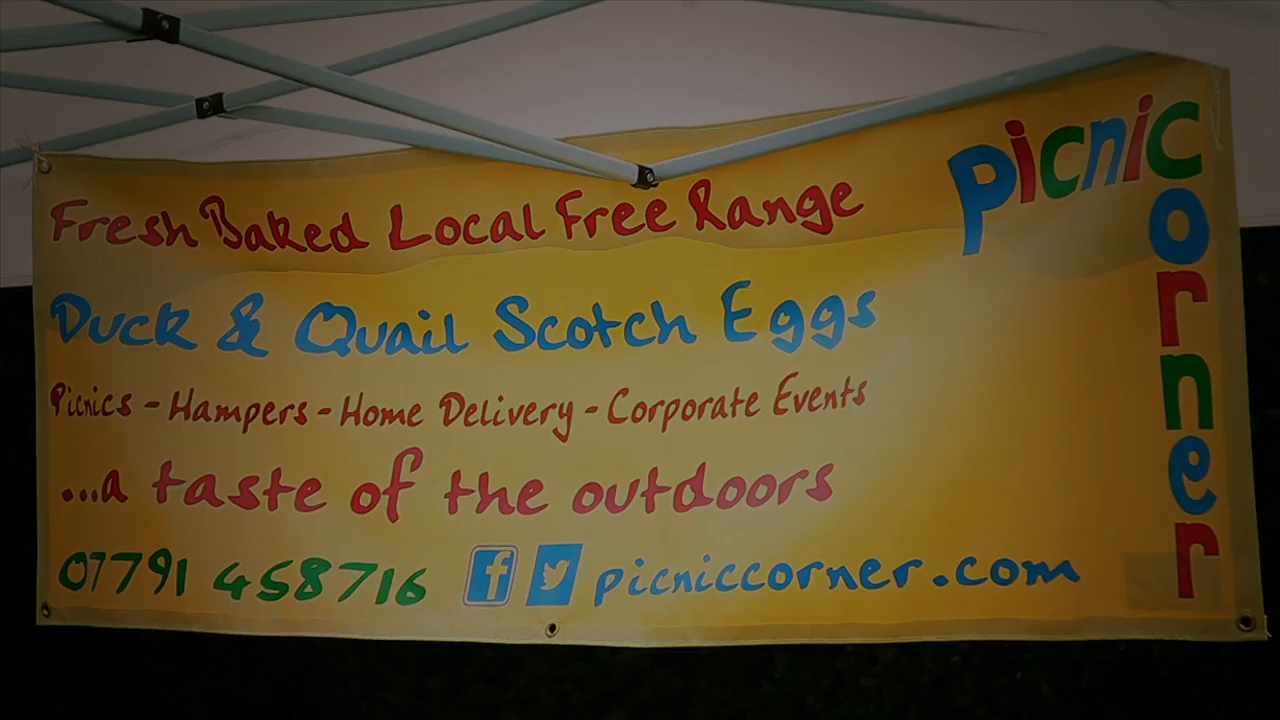 Fresh Baked Local Free Range
Duck & Quail Scotch Eggs
Picnics - Hampers - Home Delivery - Corporate Events
...a taste of the outdoors
07791 458716 f picniccorner.com
picnic
corner